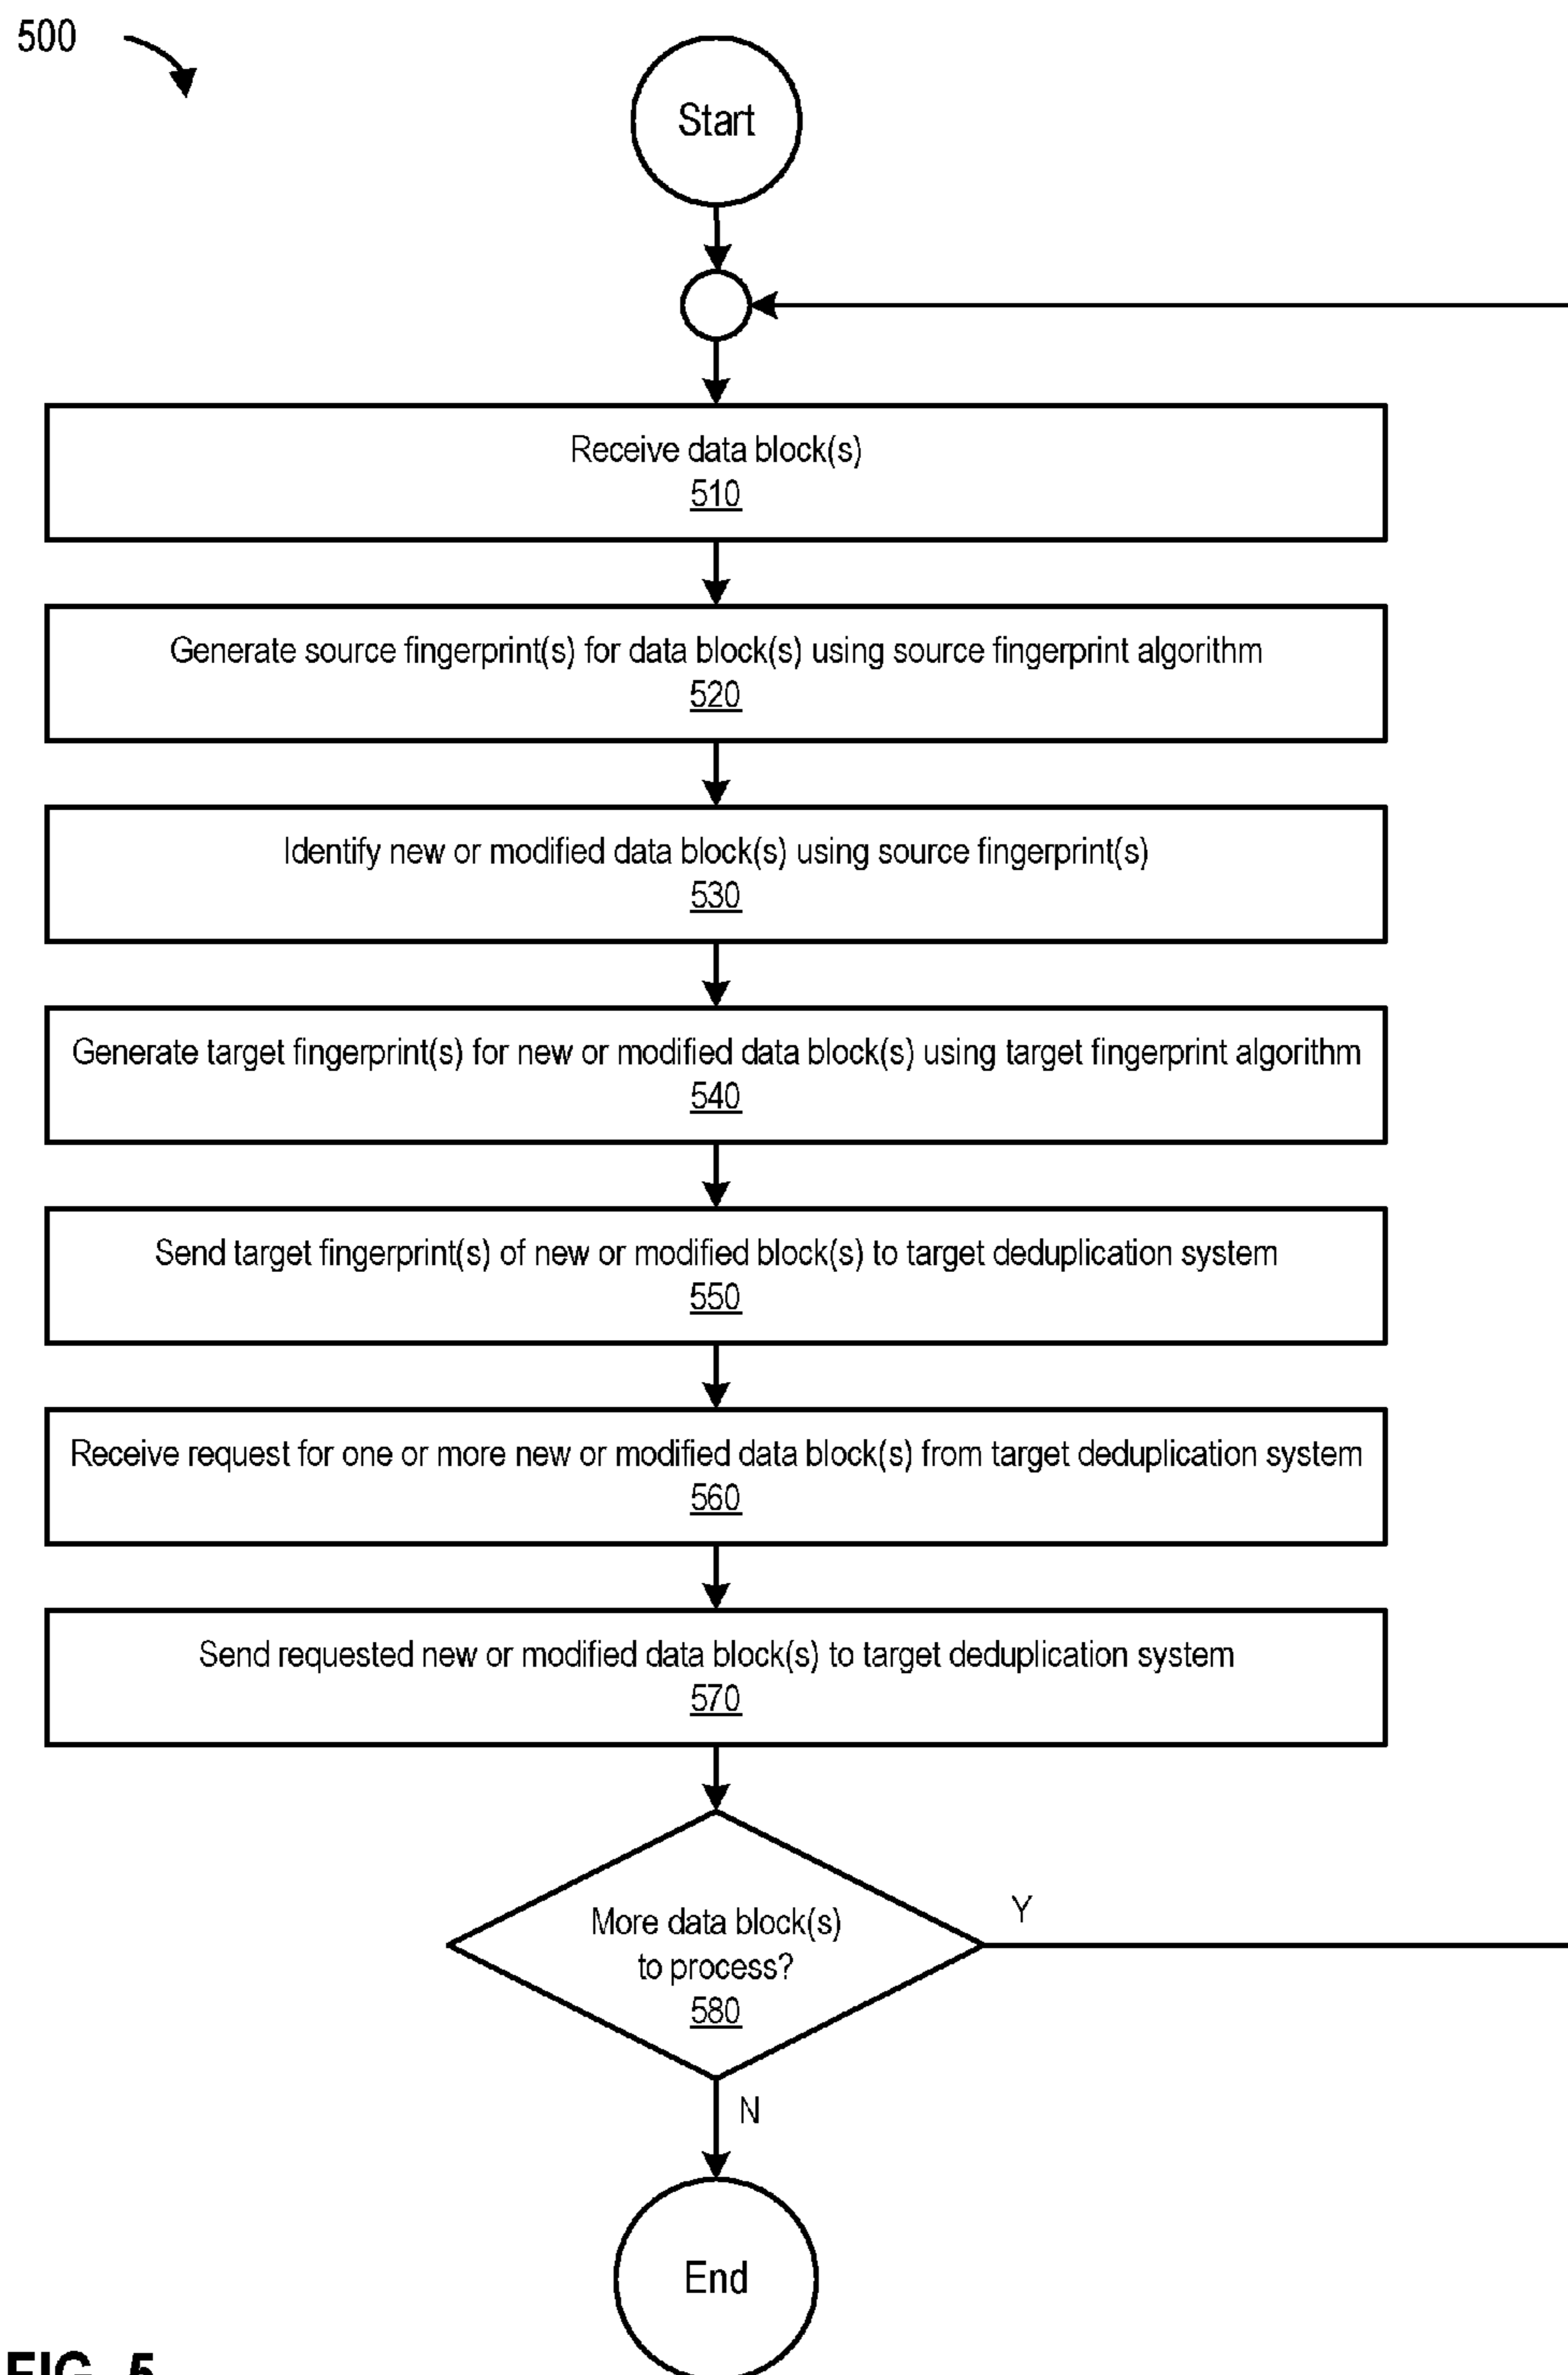 500
Start
Receive data block(s)
510
Generate source fingerprint(s) for data block(s) using source fingerprint algorithm
520
Identify new or modified data block(s) using source fingerprint(s)
530
Generate target fingerprint(s) for new or modified data block(s) using target fingerprint algorithm
540
Send target fingerprint(s) of new or modified block(s) to target deduplication system
550
Receive request for one or more new or modified data block(s) from target deduplication system
560
Send requested new or modified data block(s) to target deduplication system
570
More data block(s)
to process?
580
Y
N
End
FIG. 5